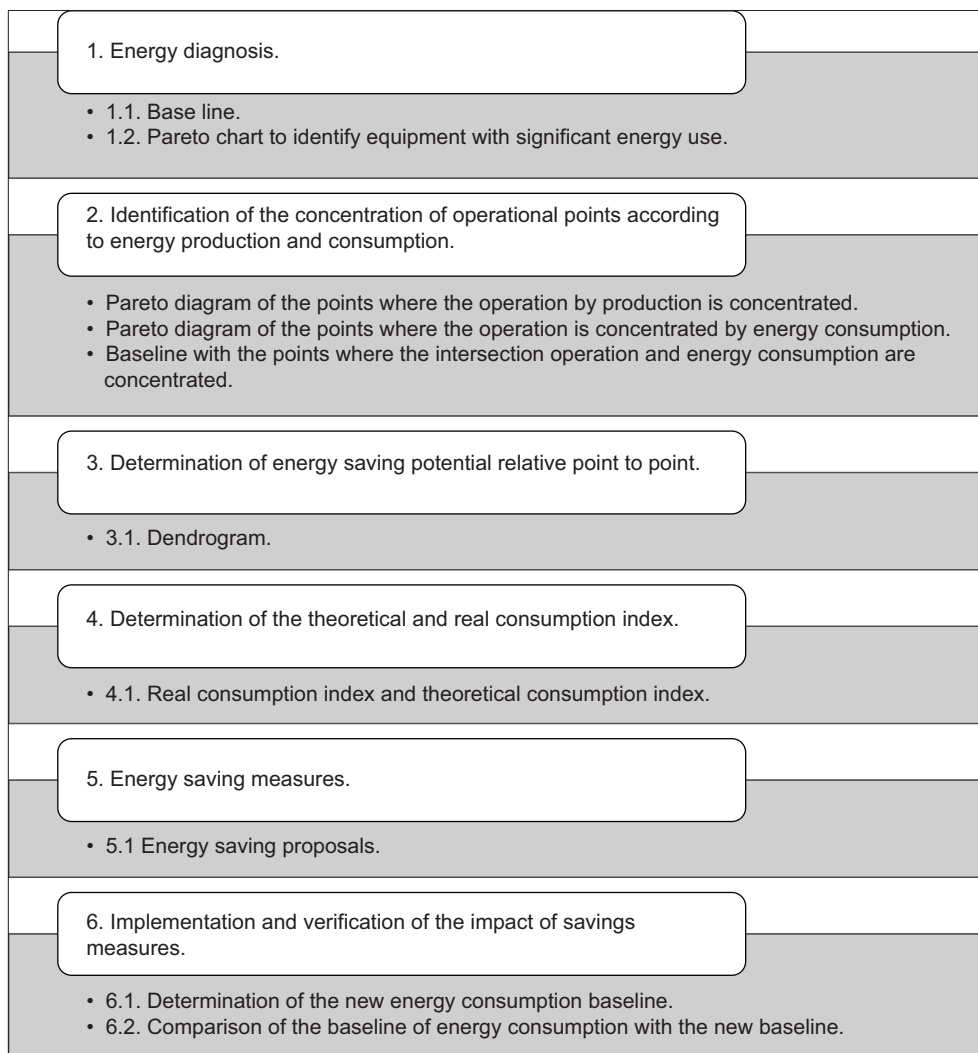 1. Energy diagnosis.
• 1.1. Base line.
• 1.2. Pareto chart to identify equipment with significant energy use.
2. Identification of the concentration of operational points according
to energy production and consumption.
• Pareto diagram of the points where the operation by production is concentrated.
• Pareto diagram of the points where the operation is concentrated by energy consumption.
• Baseline with the points where the intersection operation and energy consumption are
concentrated.
3. Determination of energy saving potential relative point to point.
• 3.1. Dendrogram.
4. Determination of the theoretical and real consumption index.
• 4.1. Real consumption index and theoretical consumption index.
5. Energy saving measures.
• 5.1 Energy saving proposals.
6. Implementation and verification of the impact of savings
measures.
• 6.1. Determination of the new energy consumption baseline.
• 6.2. Comparison of the baseline of energy consumption with the new baseline.